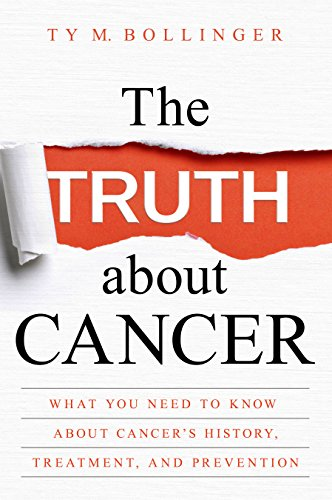 TY M. BOLLINGER
The
TRUTH
about
CANCER
WHAT YOU NEED TO KNOW
ABOUT CANCER'S HISTORY,
TREATMENT, AND PREVENTION